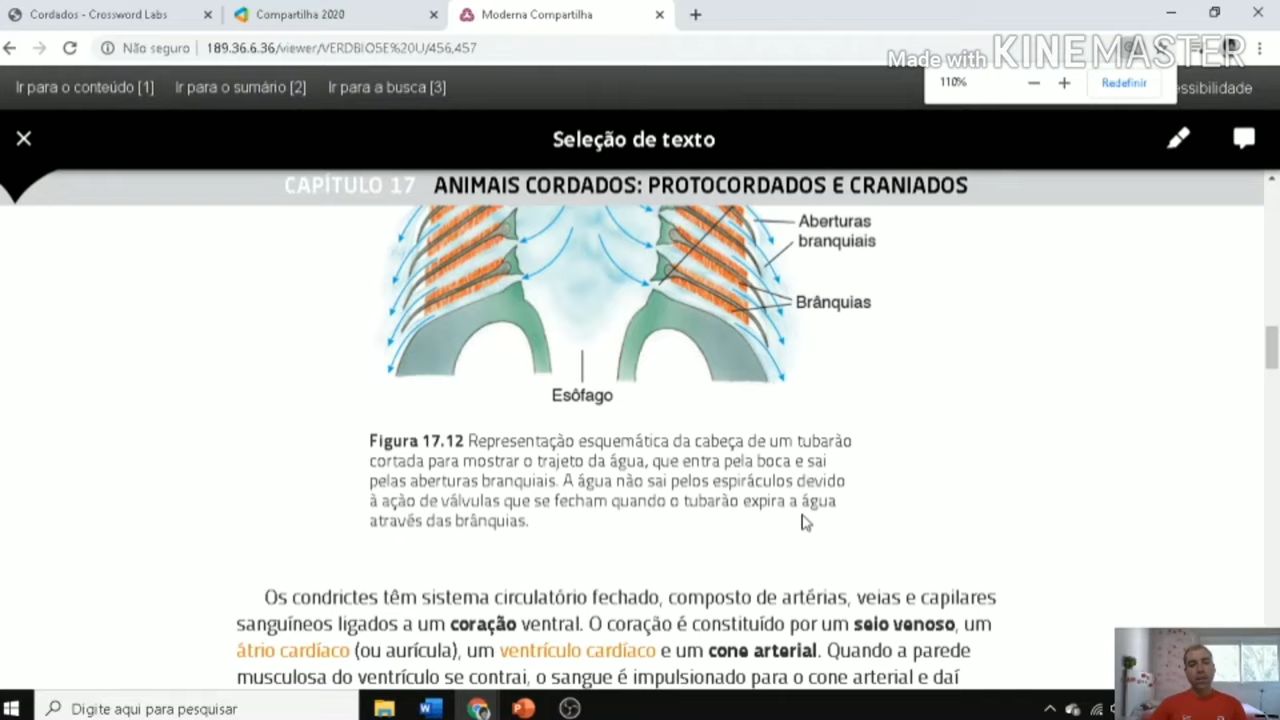 Cordados - Crossword Labs
Compartilha 2020
Moderna Compartilha
Não seguro
189.36.6.36/viewer/VERDBIO5E%20U/456,457
Made with KINEMASTER
Ir para o conteúdo [1]
Ir para o sumário [2]
Ir para a busca [3]
110%
Redefinir
essibilidade
Seleção de texto
CAPÍTULO 17 ANIMAIS CORDADOS: PROTOCORDADOS E CRANIADOS
Aberturas
branquiais
Brânquias
Esôfago
Figura 17.12 Representação esquemática da cabeça de um tubarão
cortada para mostrar o trajeto da água, que entra pela boca e sai
pelas aberturas branquiais. A água não sai pelos espiráculos devido
à ação de válvulas que se fecham quando o tubarão expira a água
através das brânquias.
Os condrictes têm sistema circulatório fechado, composto de artérias, veias e capilares
sanguíneos ligados a um coração ventral. O coração é constituído por um seio venoso, um
átrio cardíaco (ou aurícula), um ventrículo cardíaco e um cone arterial. Quando a parede
musculosa do ventrículo se contrai, o sangue é impulsionado para o cone arterial e daí
Digite aqui para pesquisar